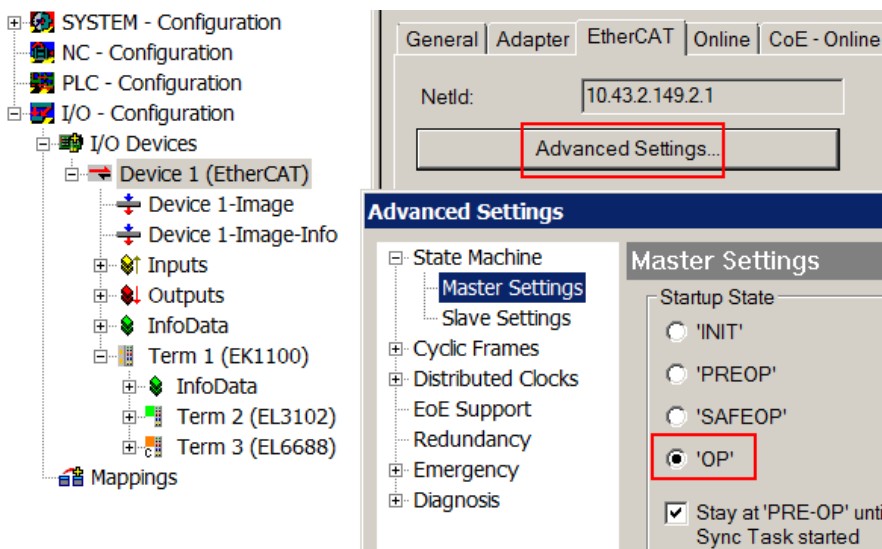 SYSTEM - Configuration
NC - Configuration
PLC - Configuration
I/O - Configuration
I/O Devices
Device 1 (EtherCAT)
Device 1-Image
Device 1-Image-Info
Inputs
Outputs
InfoData
Term 1 (EK1100)
InfoData
Term 2 (EL3102)
Term 3 (EL6688)
Mappings
General Adapter EtherCAT Online CoE - Online
NetId: 10.43.2.149.2.1
Advanced Settings...
Advanced Settings
State Machine
Master Settings
Slave Settings
Cyclic Frames
Distributed Clocks
EoE Support
Redundancy
Emergency
Diagnosis
Master Settings
Startup State
'INIT'
'PREOP'
'SAFEOP'
'OP'
Stay at 'PRE-OP' unti
Sync Task started